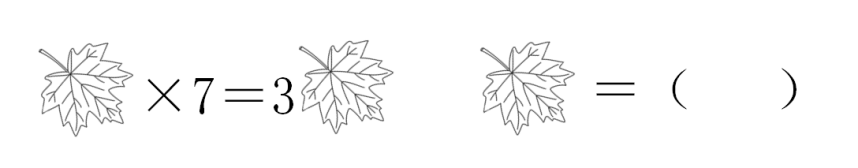 ×7=3 =( )